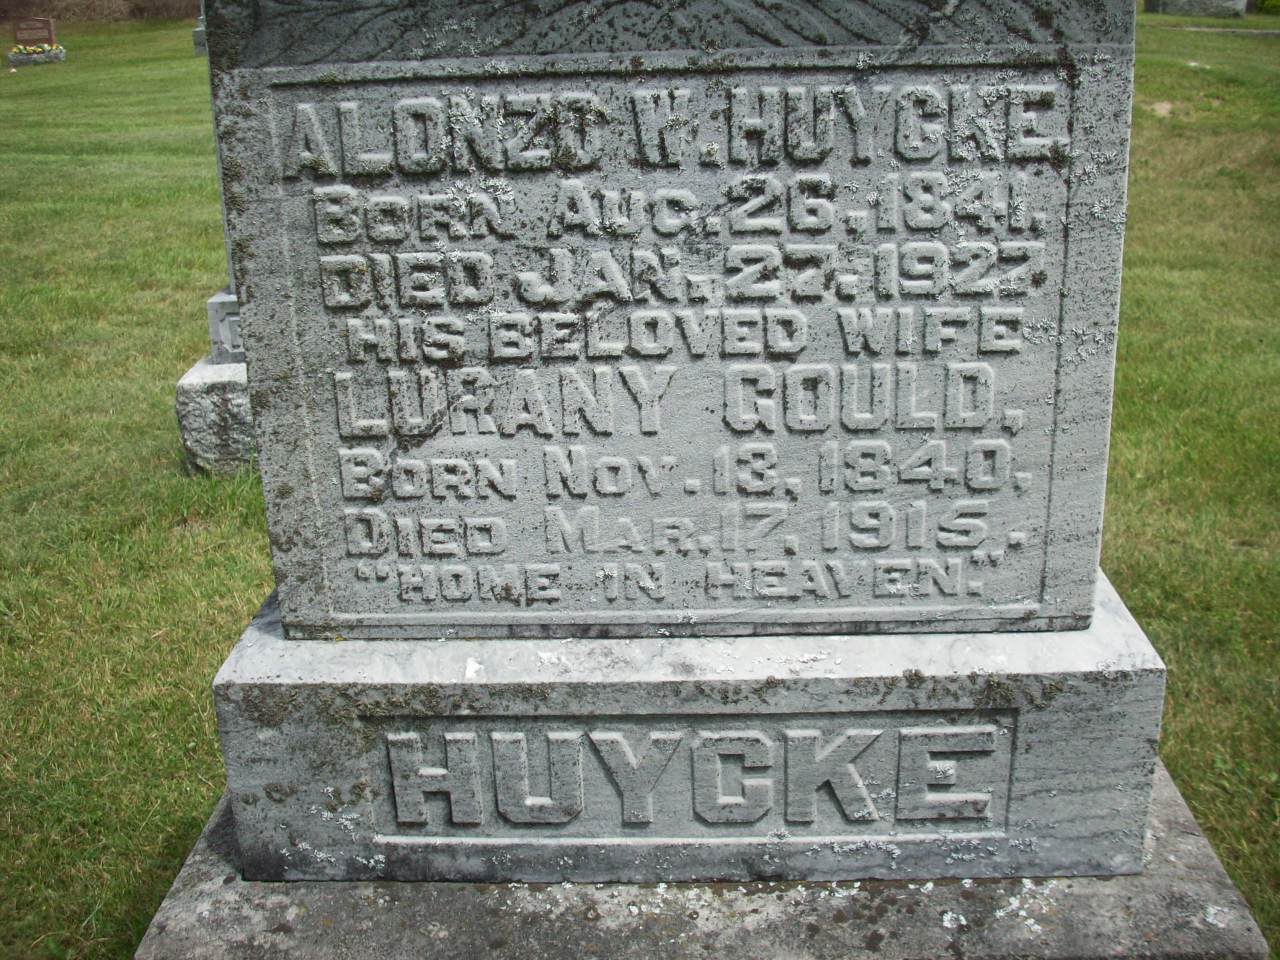 ALONZO W. HUYCKE
BORN AUG. 26, 1841.
DIED JAN. 27, 1927.
HIS BELOVED WIFE
LURANY GOULD,
BORN NOV. 13, 1840.
DIED MAR. 17, 1915.
"HOME IN HEAVEN."
HUYCKE